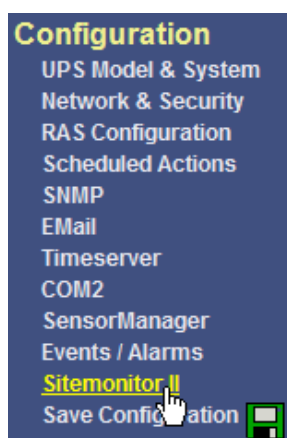 Configuration
UPS Model & System
Network & Security
RAS Configuration
Scheduled Actions
SNMP
EMail
Timeserver
COM2
SensorManager
Events / Alarms
Sitemonitor II
Save Configuration